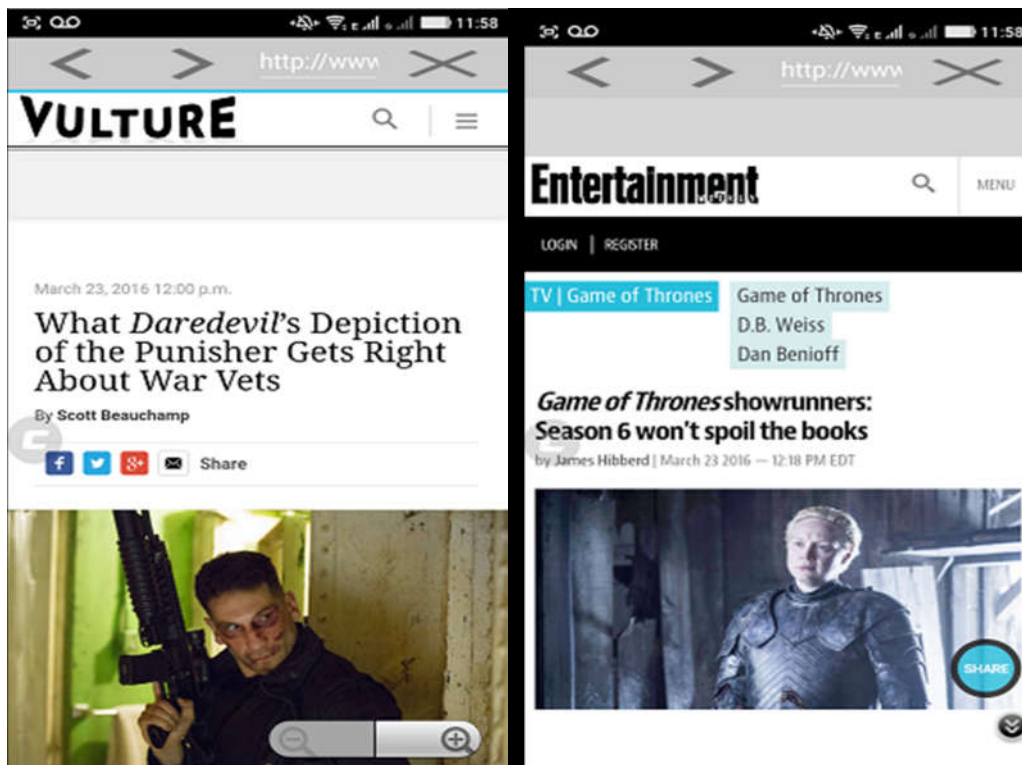 11:58
http://www
VULTURE
March 23, 2016 12:00 p.m.
What Daredevil's Depiction
of the Punisher Gets Right
About War Vets
By Scott Beauchamp
Share
11:58
http://www
Entertainment
WEEKLY
MENU
LOGIN | REGISTER
TV | Game of Thrones
Game of Thrones
D.B. Weiss
Dan Benioff
Game of Thrones showrunners:
Season 6 won't spoil the books
by James Hibberd | March 23 2016 — 12:18 PM EDT
SHARE